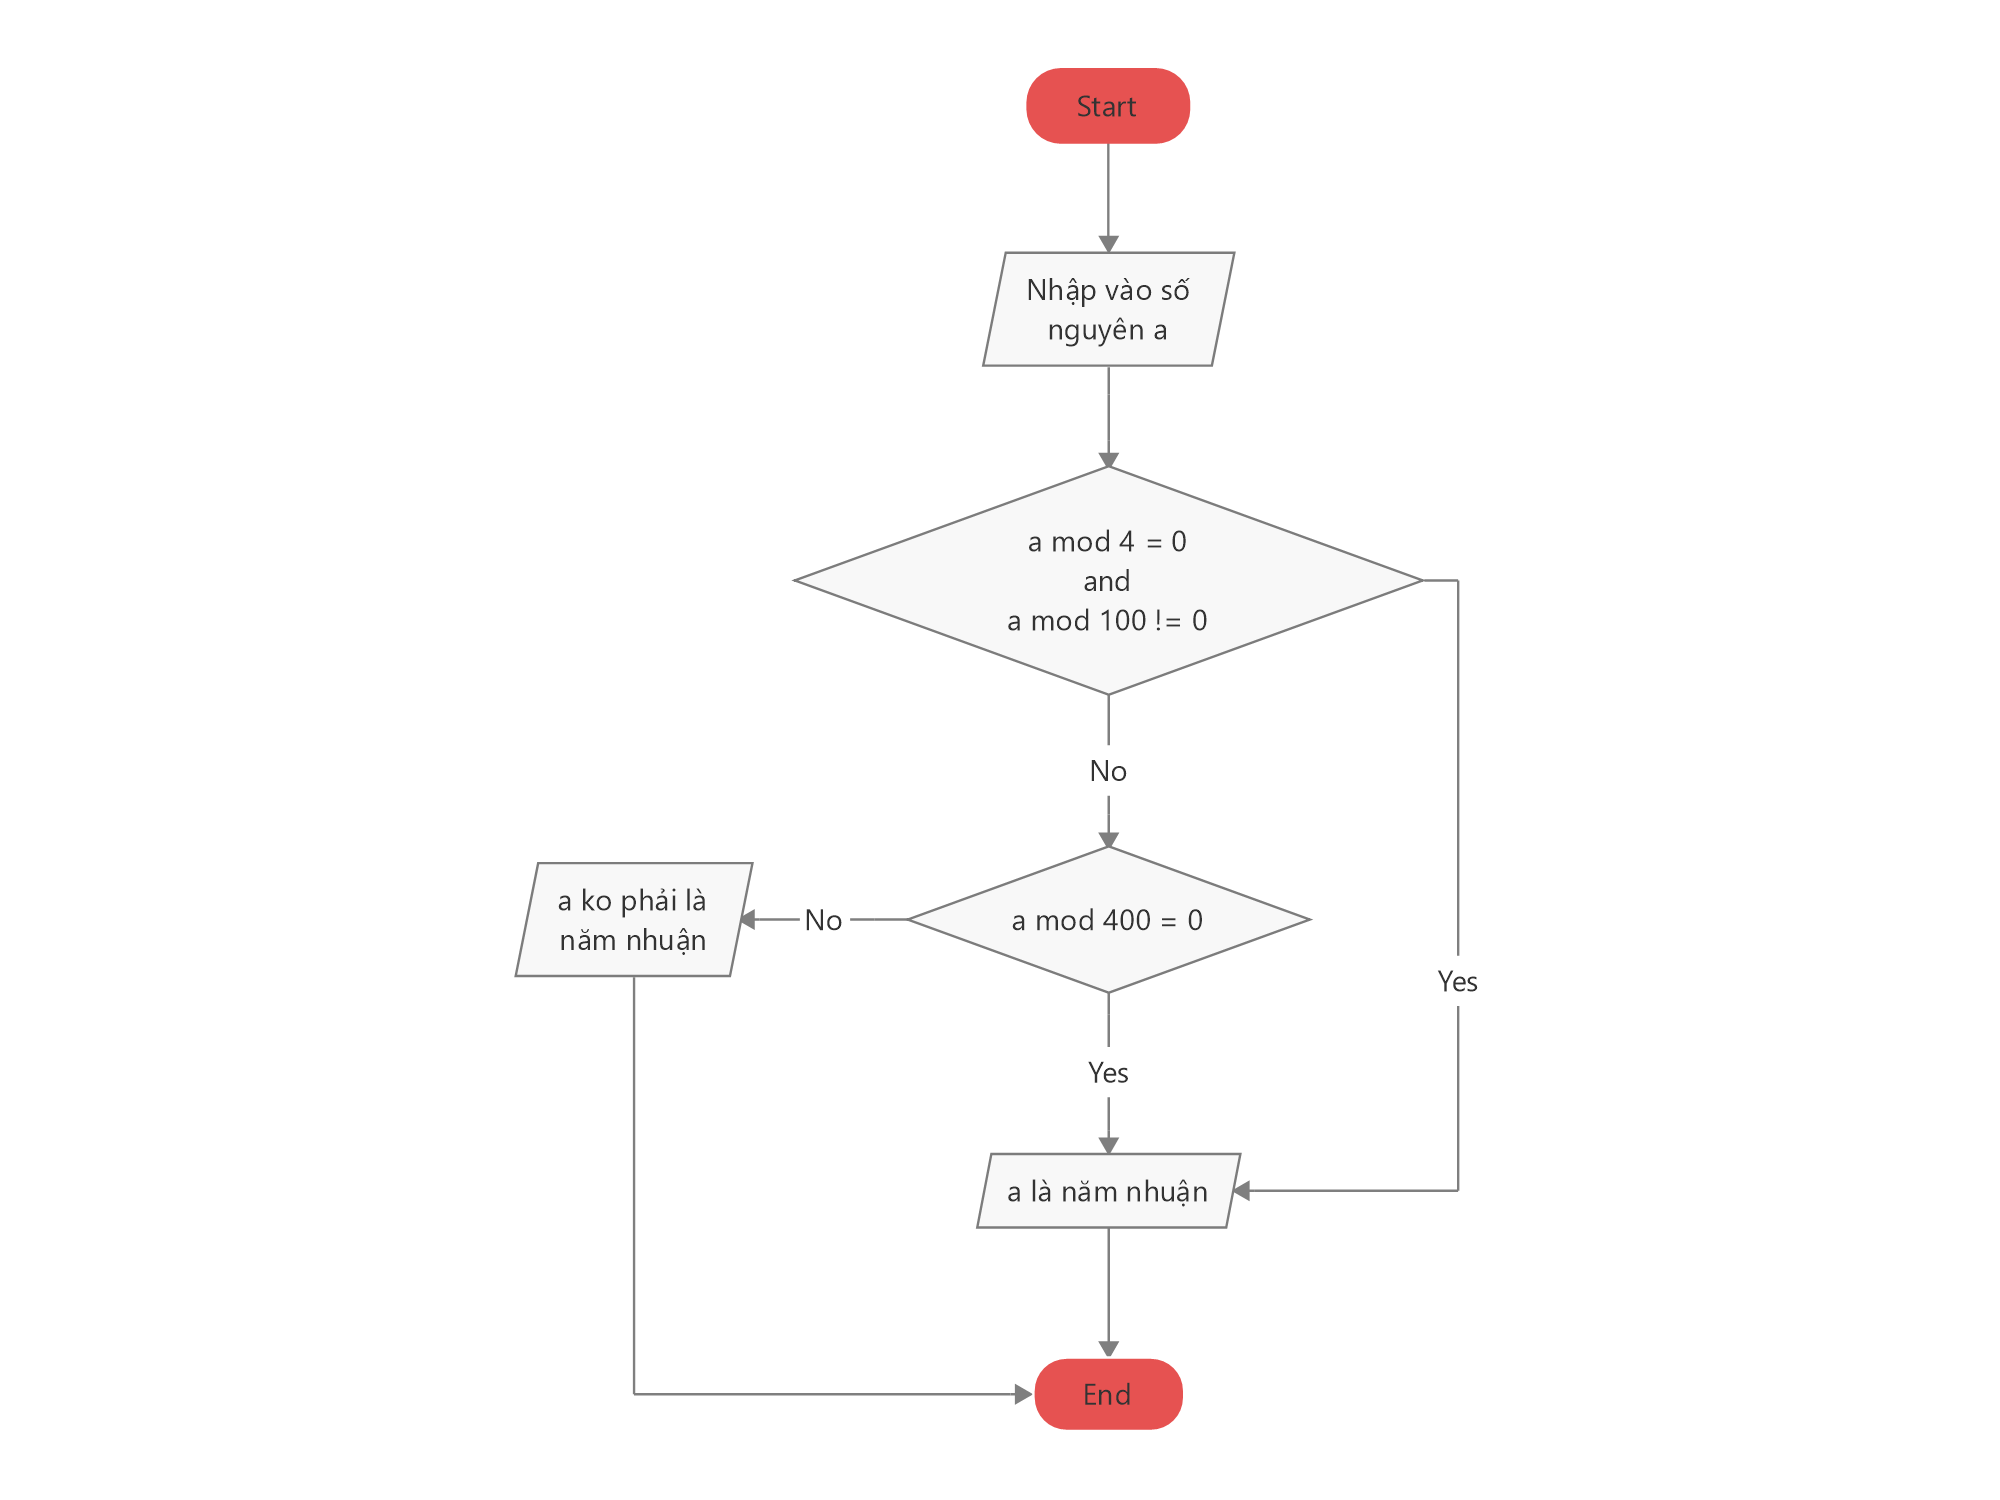 Start
Nhập vào số
nguyên a
a mod 4 = 0
and
a mod 100 != 0
No
a mod 400 = 0
No
a ko phải là
năm nhuận
Yes
Yes
a là năm nhuận
End